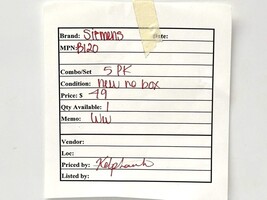 Brand: Siemens Date:
MPN: B120
Combo/Set 5 PK
Condition: new no box
Price: $ 49
Qty Available: 1
Memo: WW
Vendor:
Loc:
Priced by:
Listed by: